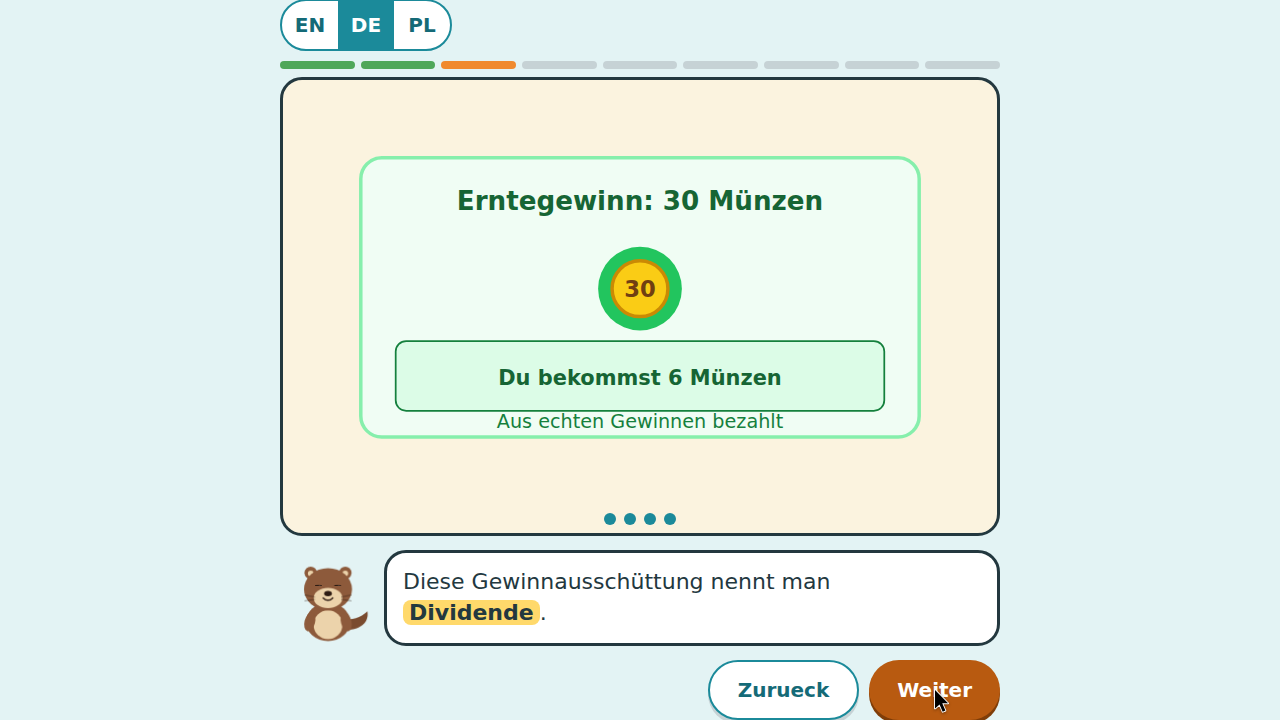 EN DE PL
Erntegewinn: 30 Münzen
30
Du bekommst 6 Münzen
Aus echten Gewinnen bezahlt
Diese Gewinnausschüttung nennt man
Dividende.
Zurueck Weiter